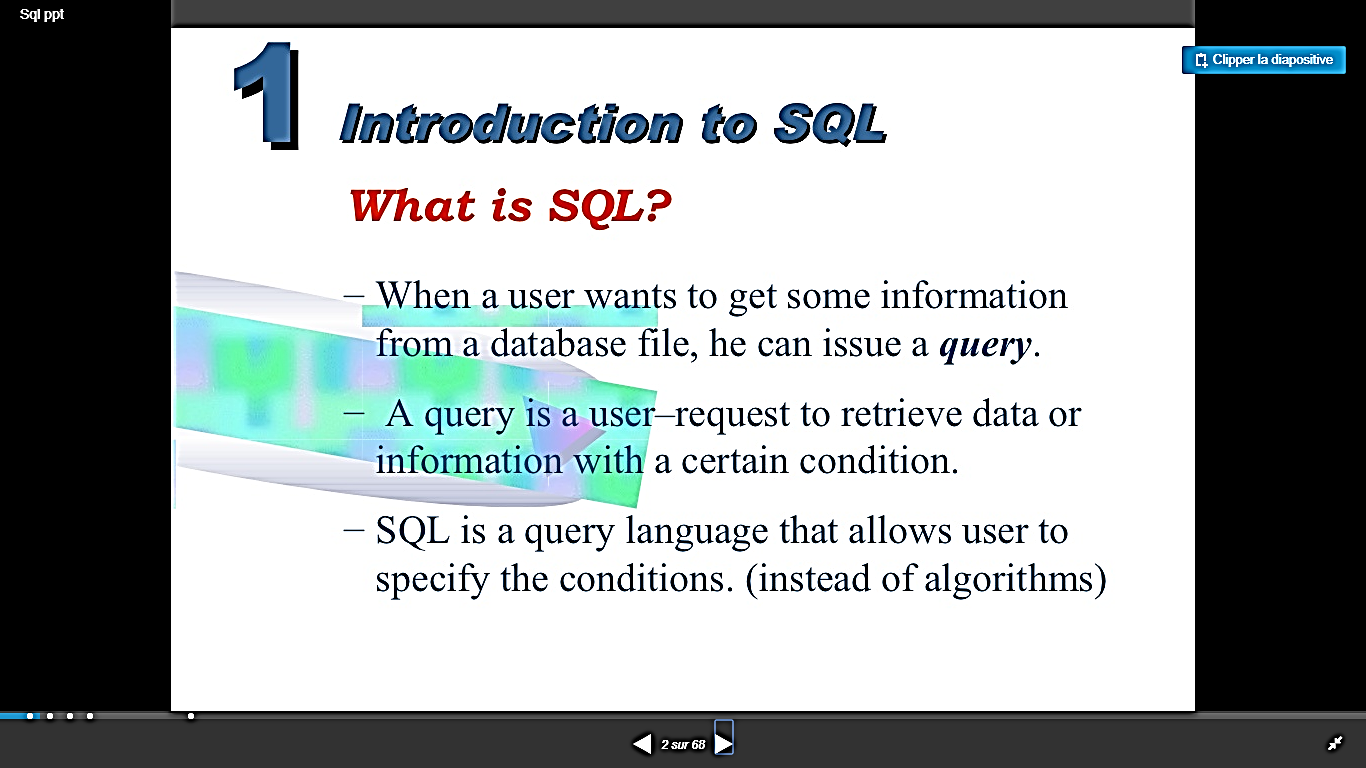 Sql ppt
Clipper la diapositive
1
Introduction to SQL
What is SQL?
– When a user wants to get some information
from a database file, he can issue a query.
– A query is a user–request to retrieve data or
information with a certain condition.
– SQL is a query language that allows user to
specify the conditions. (instead of algorithms)
2 sur 68